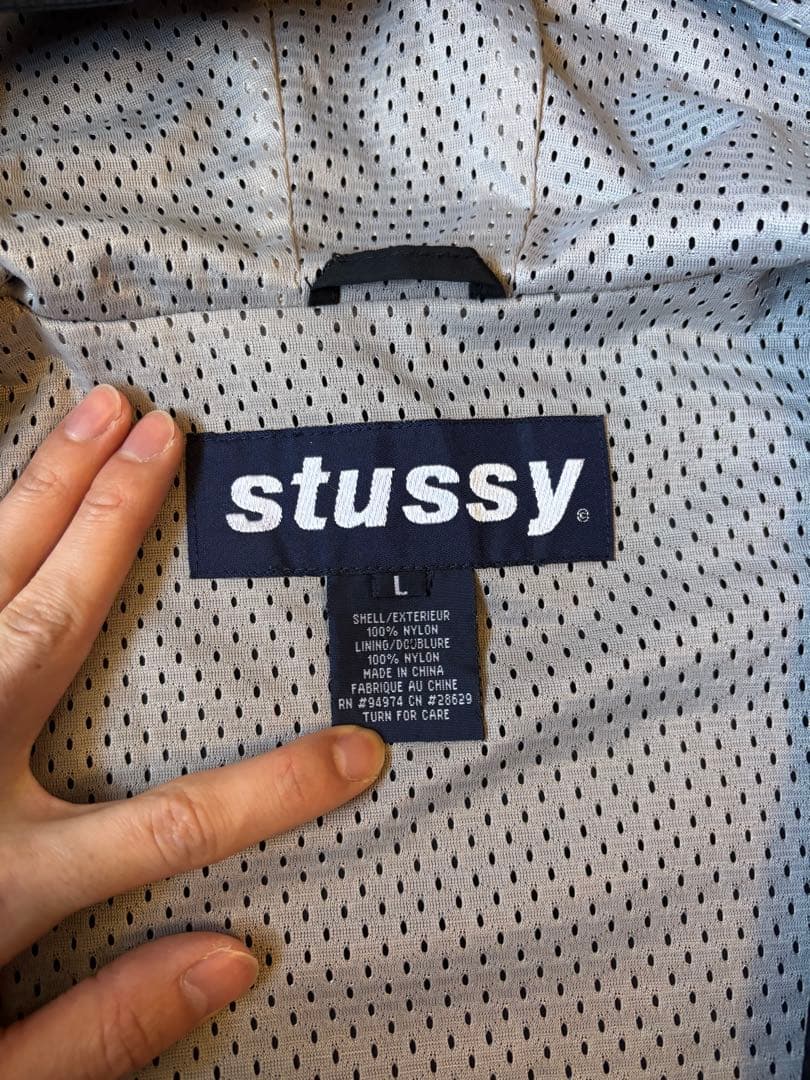 stussy©
L
SHELL/EXTERIEUR
100% NYLON
LINING/DOUBLURE
100% NYLON
MADE IN CHINA
FABRIQUE AU CHINE
RN #94974 CN #28629
TURN FOR CARE